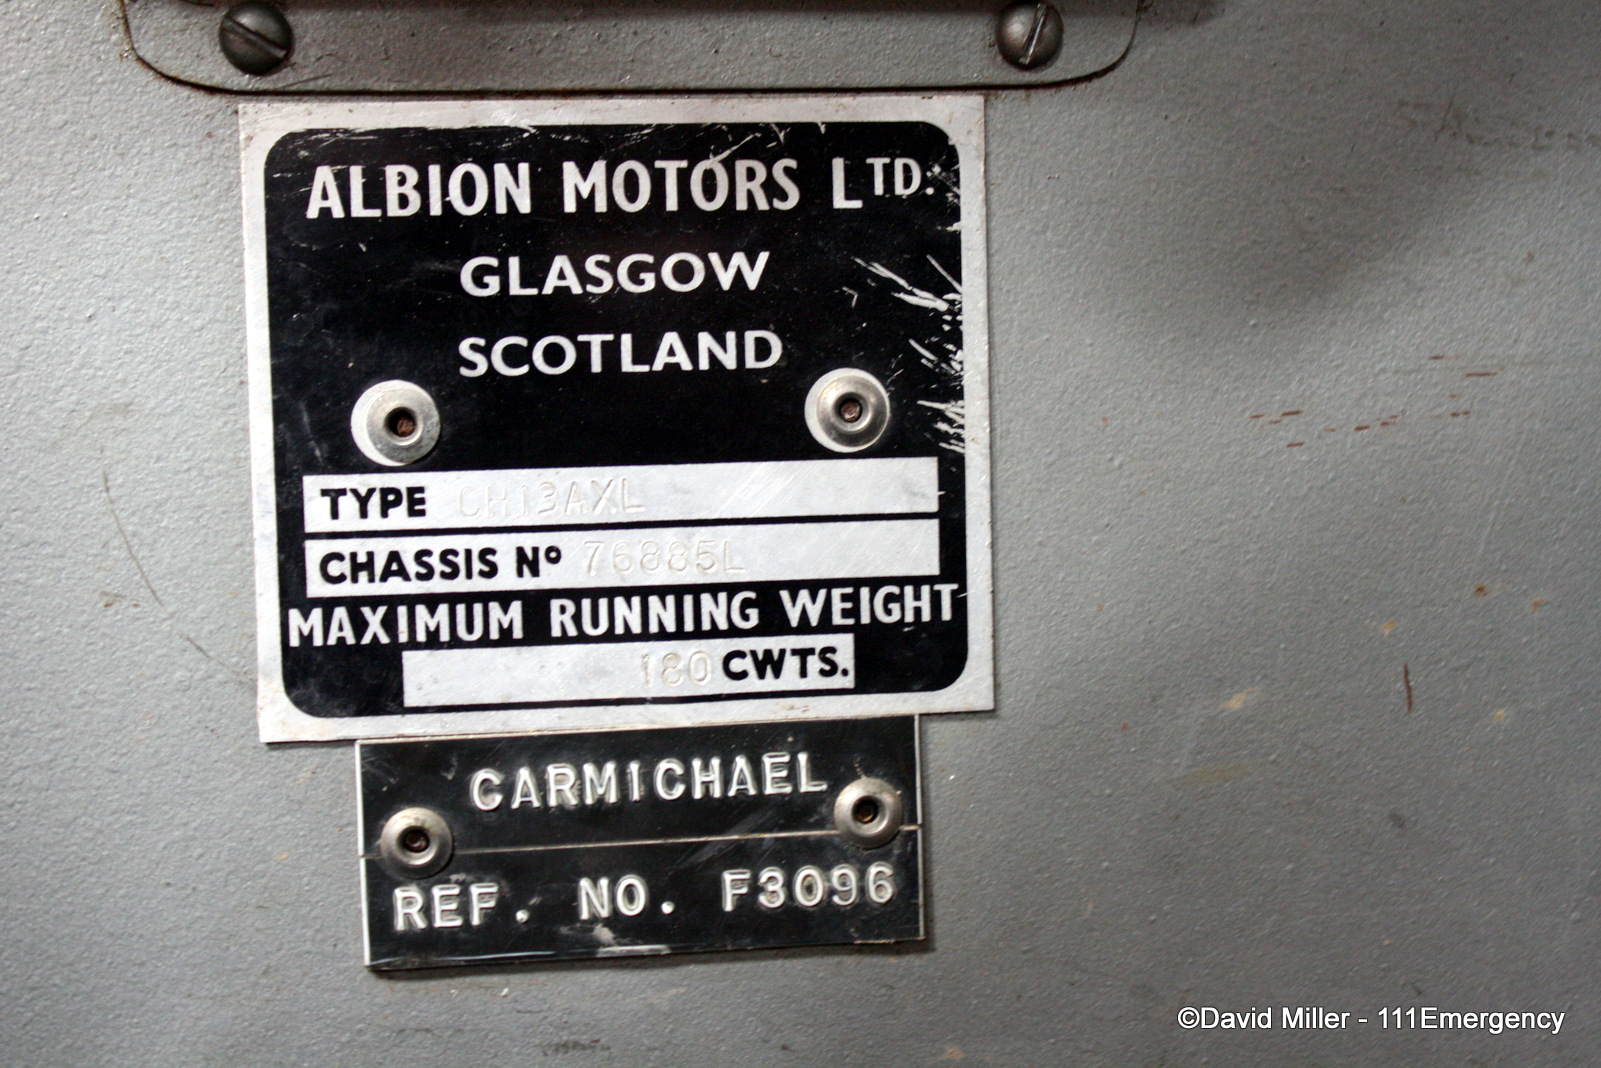 ALBION MOTORS LTD.
GLASGOW
SCOTLAND
TYPE CH13AXL
CHASSIS No 76885L
MAXIMUM RUNNING WEIGHT
180 CWTS.
CARMICHAEL
REF. NO. F3096
©David Miller - 111Emergency